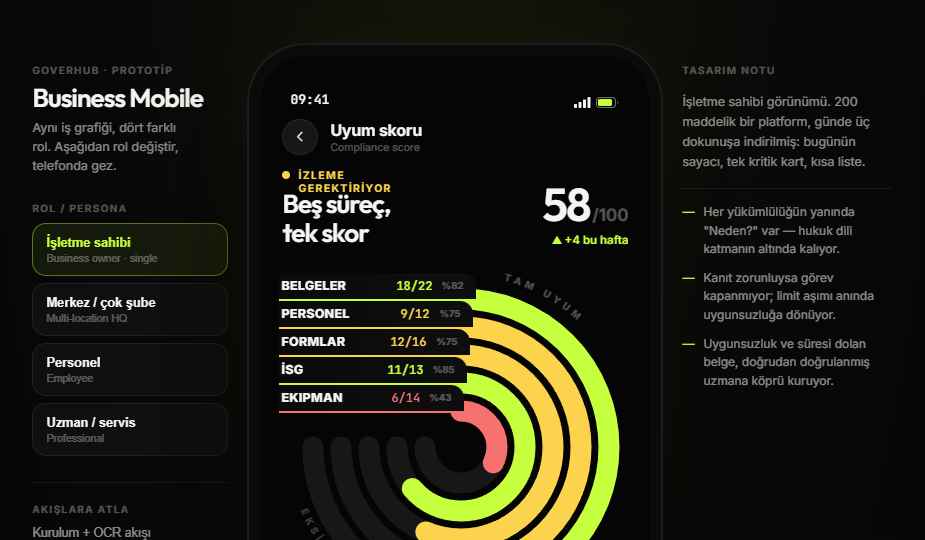 GOVERHUB · PROTOTİP
Business Mobile
Aynı iş grafiği, dört farklı
rol. Aşağıdan rol değiştir,
telefonda gez.
ROL / PERSONA
İşletme sahibi
Business owner · single
Merkez / çok şube
Multi-location HQ
Personel
Employee
Uzman / servis
Professional
AKIŞLARA ATLA
Kurulum + OCR akışı
09:41
Uyum skoru
Compliance score
İZLEME
GEREKTİRİYOR
Beş süreç,
tek skor
58/100
▲ +4 bu hafta
BELGELER 18/22 %82
PERSONEL 9/12 %75
FORMLAR 12/16 %75
İSG 11/13 %85
EKIPMAN 6/14 %43
TAM UYUM
EKSİ
TASARIM NOTU
İşletme sahibi görünümü. 200
maddelik bir platform, günde üç
dokunuşa indirilmiş: bugünün
sayacı, tek kritik kart, kısa liste.
— Her yükümlülüğün yanında
"Neden?" var — hukuk dili
katmanın altında kalıyor.
— Kanıt zorunluysa görev
kapanmıyor; limit aşımı anında
uygunsuzluğa dönüyor.
— Uygunsuzluk ve süresi dolan
belge, doğrudan doğrulanmış
uzmana köprü kuruyor.